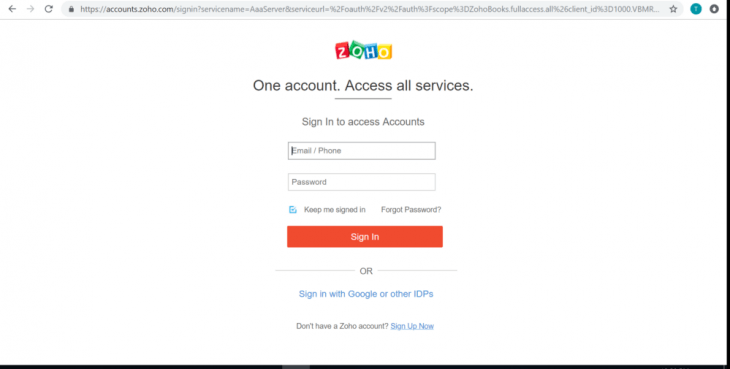 https://accounts.zoho.com/signin?servicename=AaaServer&serviceurl=%2Foauth%2Fv2%2Fauth%3Fscope%3DZohoBooks.fullaccess.all%26client_id%3D1000.VBMR...
T
ZOHO
One account. Access all services.
Sign In to access Accounts
Email / Phone
Password
Keep me signed in Forgot Password?
Sign In
OR
Sign in with Google or other IDPs
Don't have a Zoho account? Sign Up Now